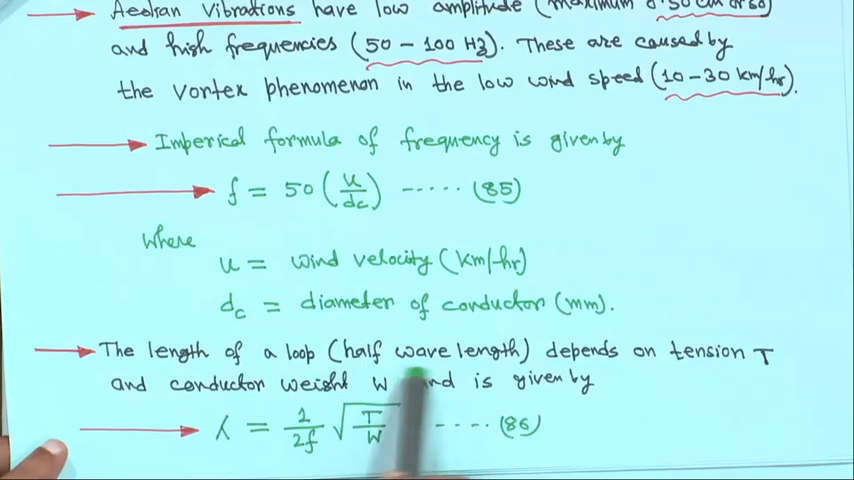 Aeolian Vibrations have low amplitude (maximum
and high frequencies (50 – 100 Hz). These are caused by
the vortex phenomenon in the low wind speed (10 – 30 km/hr).
Imperical formula of frequency is given by
f = 50 (u/dc) ..... (85)
Where
u = wind velocity (km/hr)
dc = diameter of conductor (mm).
The length of a loop (half wave length) depends on tension T
and conductor weight W and is given by
λ = 1/2f √T/W .... (86)